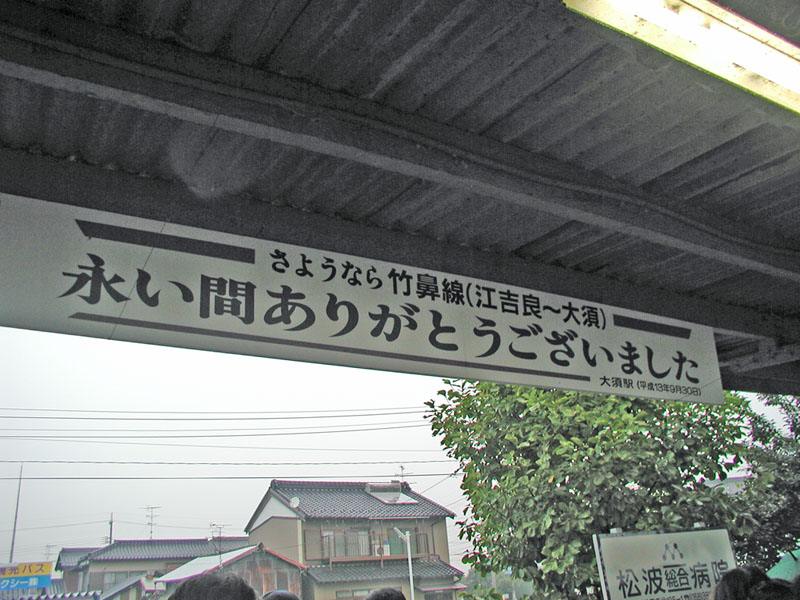 さようなら竹鼻線(江吉良～大須)
永い間ありがとうございました
大須駅(平成13年9月30日)
松波総合病院